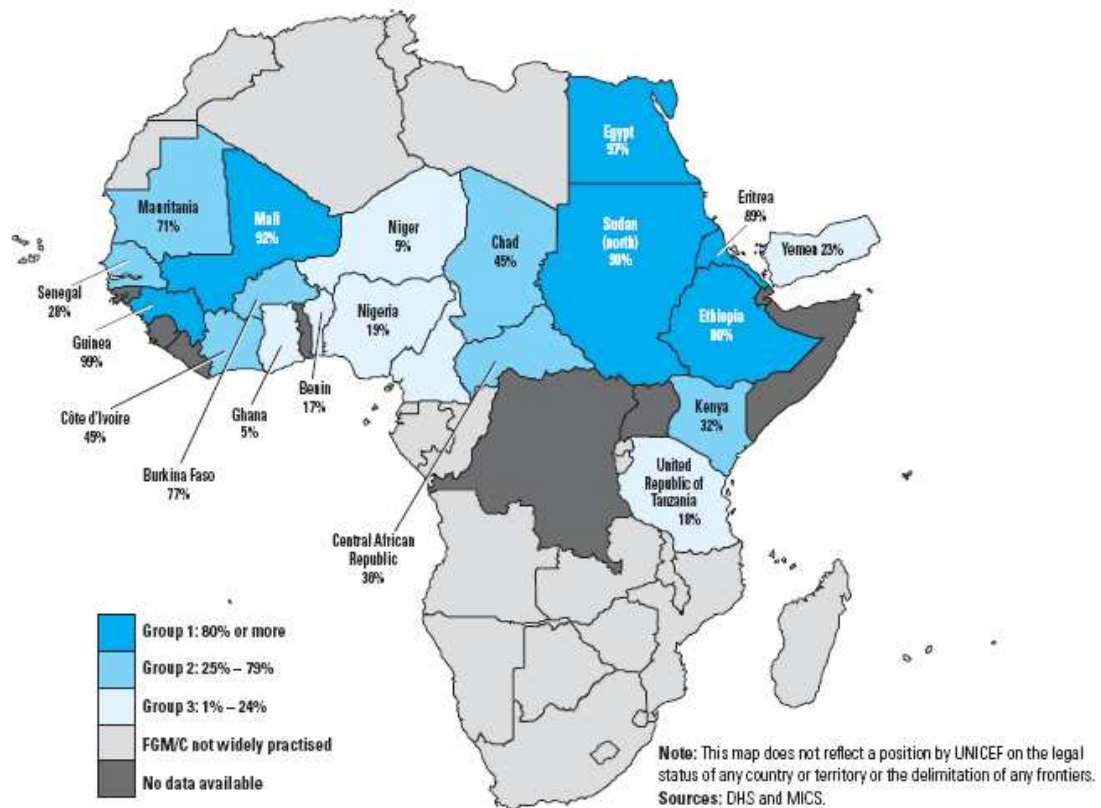 Egypt
97%
Mauritania
71%
Mali
92%
Niger
5%
Chad
45%
Sudan
(north)
90%
Eritrea
89%
Yemen 23%
Senegal
28%
Guinea
99%
Nigeria
19%
Ethiopia
80%
Côte d'Ivoire
45%
Ghana
5%
Benin
17%
Kenya
32%
Burkina Faso
77%
United
Republic of
Tanzania
18%
Central African
Republic
36%
Group 1: 80% or more
Group 2: 25% – 79%
Group 3: 1% – 24%
FGM/C not widely practised
No data available
Note: This map does not reflect a position by UNICEF on the legal
status of any country or territory or the delimitation of any frontiers.
Sources: DHS and MICS.